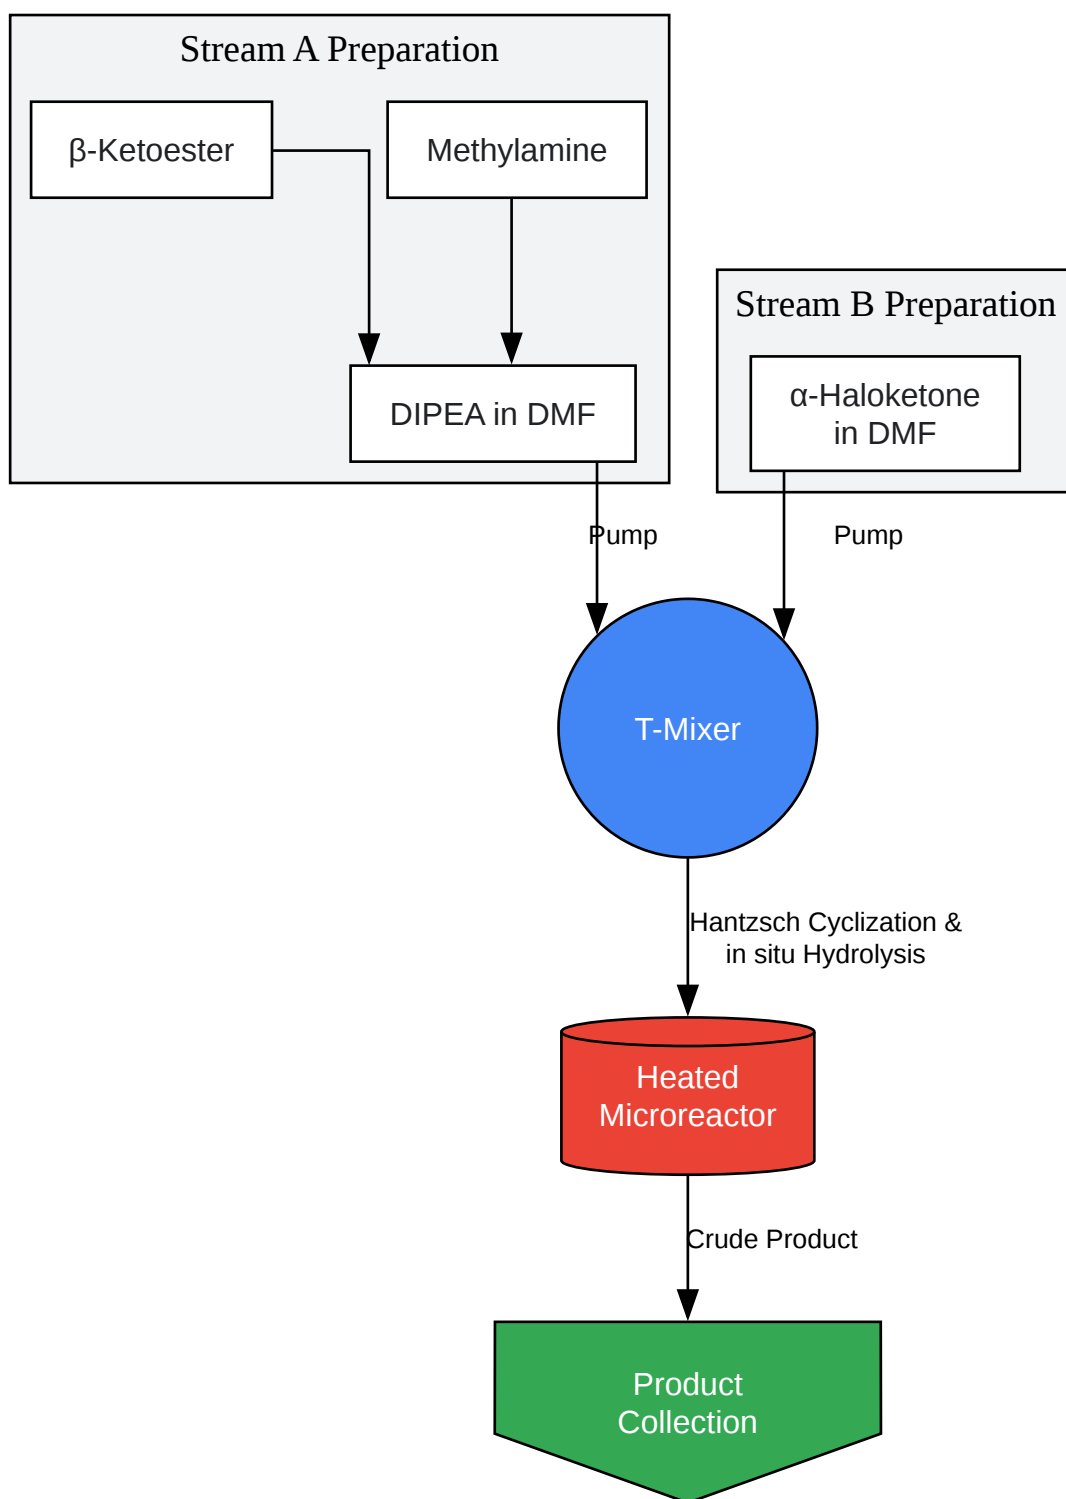 Stream A Preparation
β-Ketoester
Methylamine
DIPEA in DMF
Stream B Preparation
α-Haloketone
in DMF
Pump
Pump
T-Mixer
Hantzsch Cyclization &
in situ Hydrolysis
Heated
Microreactor
Crude Product
Product
Collection